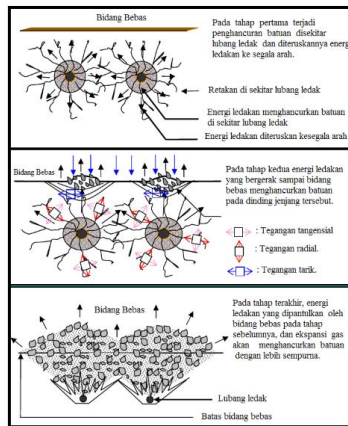 Bidang Bebas
Pada tahap pertama terjadi
penghancuran batuan disekitar
lubang ledak dan diteruskannya energi
ledakan ke segala arah.
Retakan di sekitar lubang ledak
Energi ledakan menghancurkan batuan
di sekitar lubang ledak
Energi ledakan diteruskan kesegala arah
Bidang Bebas
Pada tahap kedua energi ledakan
yang bergerak sampai bidang
bebas menghancurkan batuan
pada dinding jenjang tersebut.
: Tegangan tangensial
: Tegangan radial.
: Tegangan tarik.
Bidang Bebas
Pada tahap terakhir, energi
ledakan yang dipantulkan oleh
bidang bebas pada tahap
sebelumnya, dan ekspansi gas
akan menghancurkan batuan
dengan lebih sempurna.
Lubang ledak
Batas bidang bebas